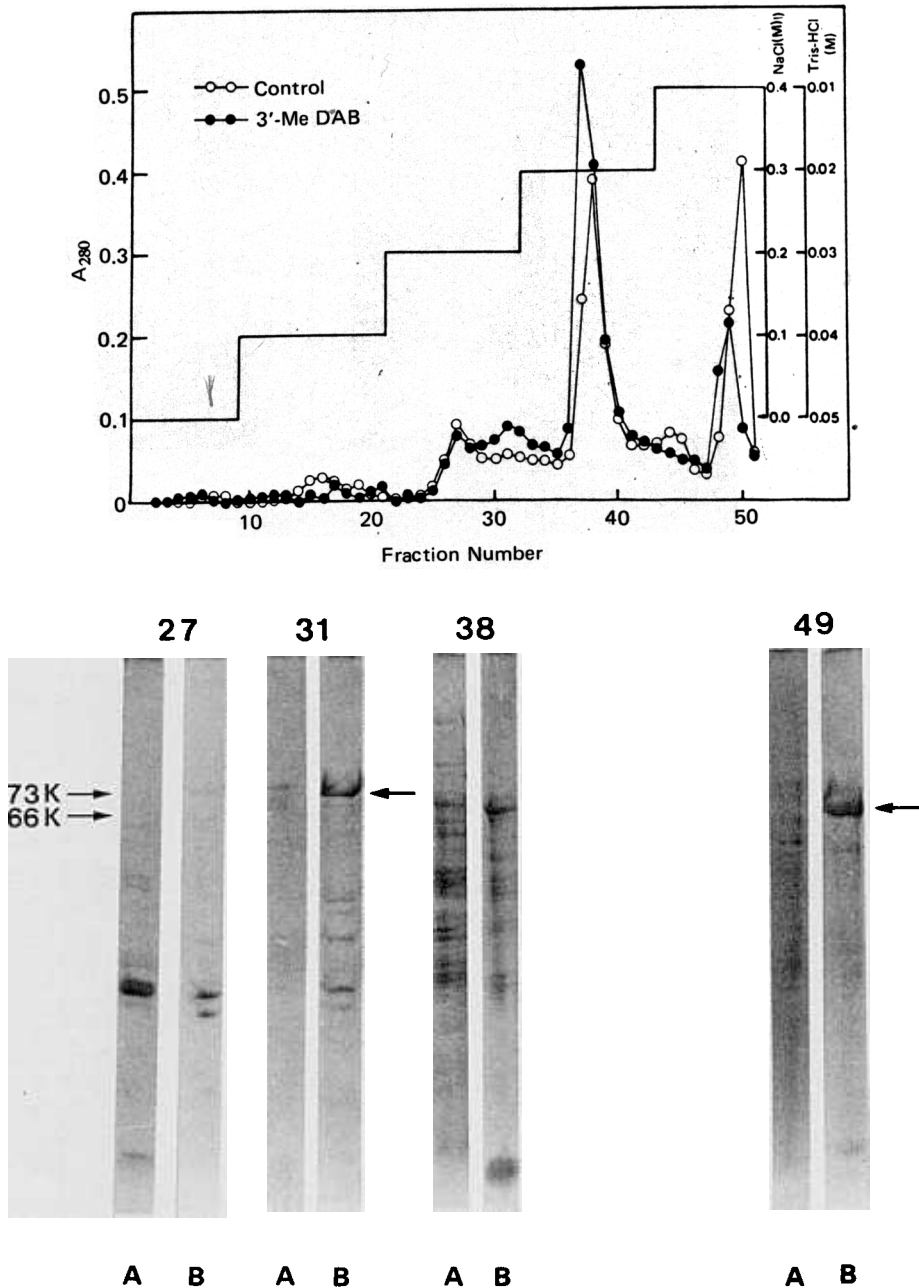 Control
3'-Me DAB
A280
0.5
0.4
0.3
0.2
0.1
0
10
20
30
40
50
Fraction Number
NaCl(M)
0.4
0.3
0.2
0.1
0.0
Tris-HCl
(M)
0.01
0.02
0.03
0.04
0.05
27 31 38 49
73K
66K
A B A B A B A B